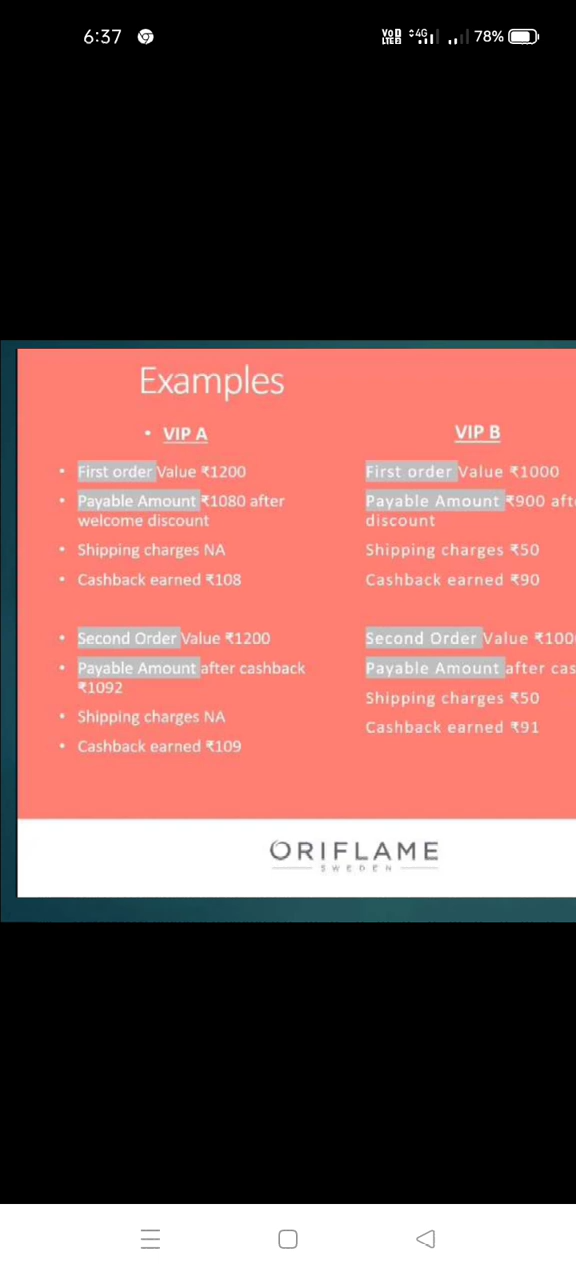 6:37
VoD LTE2 4G 78%
Examples
• VIP A
• First order Value ₹1200
• Payable Amount ₹1080 after
welcome discount
• Shipping charges NA
• Cashback earned ₹108
• Second Order Value ₹1200
• Payable Amount after cashback
₹1092
• Shipping charges NA
• Cashback earned ₹109
VIP B
First order Value ₹1000
Payable Amount ₹900
discount
Shipping charges ₹50
Cashback earned ₹90
Second Order Value
Payable Amount after
Shipping charges ₹50
Cashback earned ₹91
ORIFLAME
SWEDEN